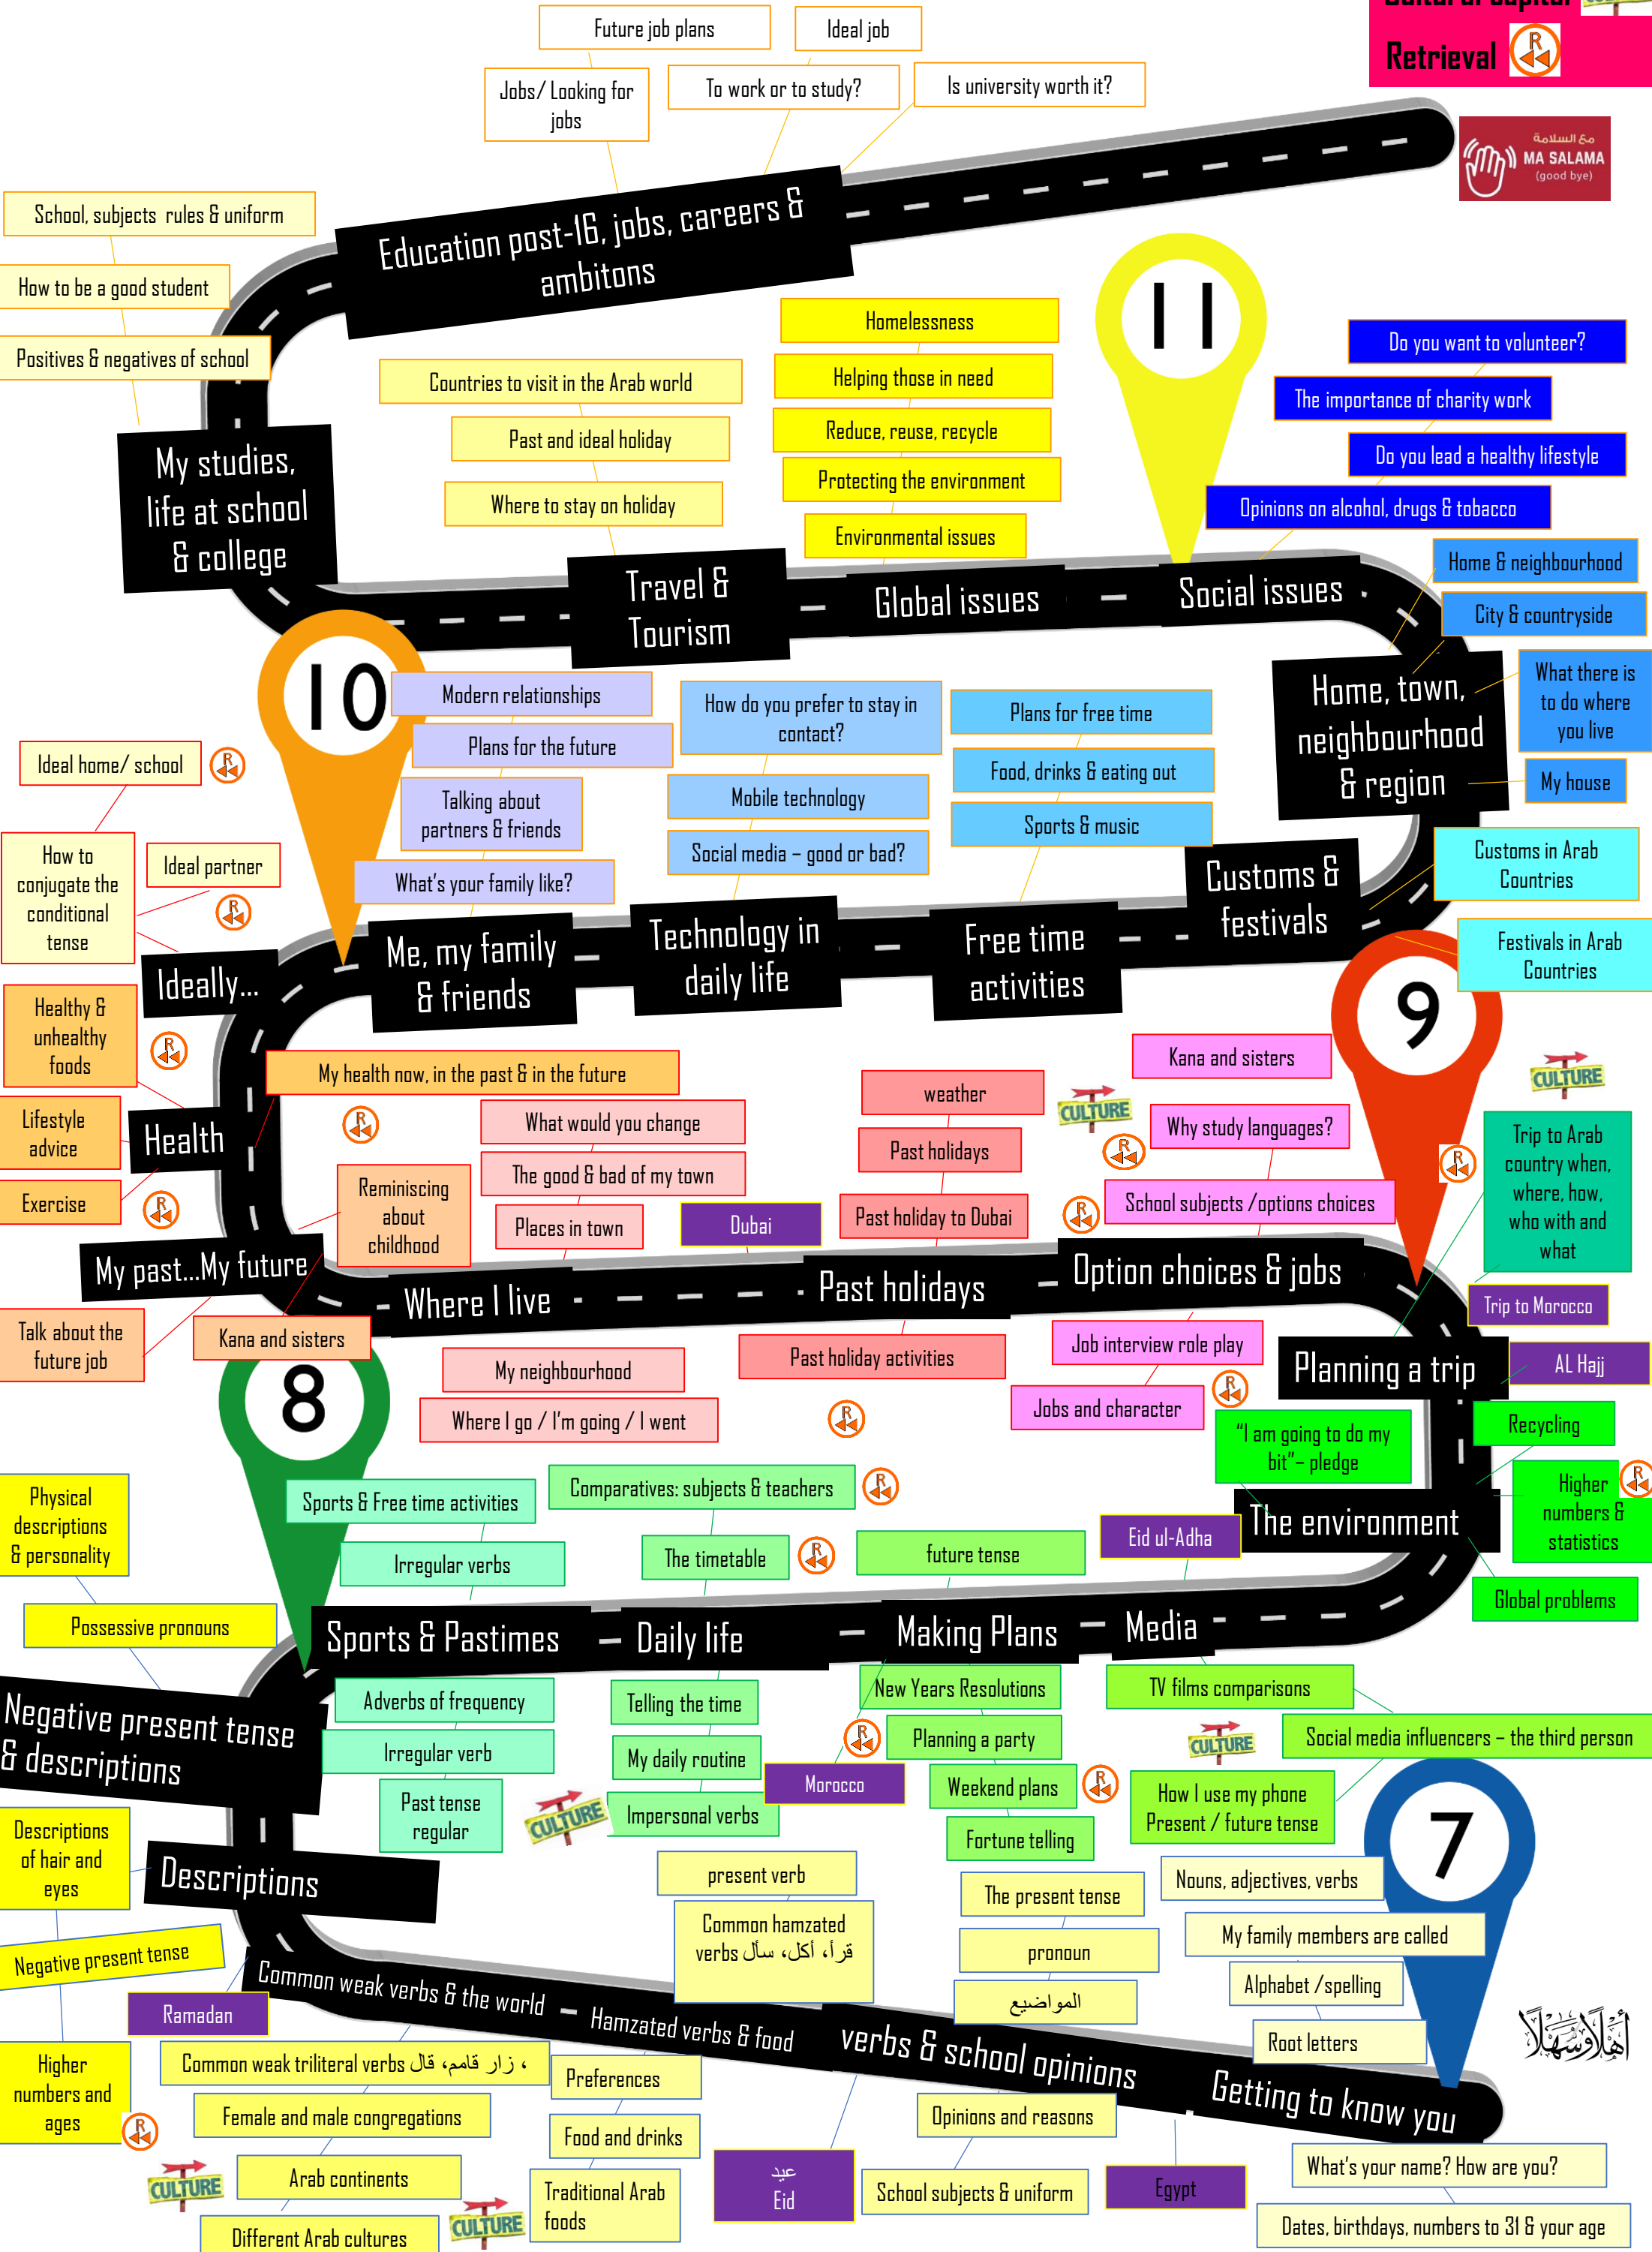 Cultural Capital
CULTURE
Retrieval
R
Future job plans
Ideal job
Jobs/ Looking for
jobs
To work or to study?
Is university worth it?
مع السلامة
MA SALAMA
(good bye)
School, subjects rules & uniform
How to be a good student
Positives & negatives of school
Education post-16, jobs, careers &
ambitons
My studies,
life at school
& college
Countries to visit in the Arab world
Past and ideal holiday
Where to stay on holiday
Homelessness
Helping those in need
Reduce, reuse, recycle
Protecting the environment
Environmental issues
11
Do you want to volunteer?
The importance of charity work
Do you lead a healthy lifestyle
Opinions on alcohol, drugs & tobacco
Travel &
Tourism
Global issues
Social issues
Home & neighbourhood
City & countryside
What there is
to do where
you live
My house
Home, town,
neighbourhood
& region
10
Modern relationships
Plans for the future
Talking about
partners & friends
What's your family like?
How do you prefer to stay in
contact?
Mobile technology
Social media – good or bad?
Plans for free time
Food, drinks & eating out
Sports & music
Customs in Arab
Countries
Festivals in Arab
Countries
Customs &
festivals
Free time
activities
Technology in
daily life
Me, my family
& friends
Ideal home/ school
R
How to
conjugate the
conditional
tense
Ideal partner
R
Ideally...
Healthy &
unhealthy
foods
R
Lifestyle
advice
Exercise
R
Health
My health now, in the past & in the future
R
Reminiscing
about
childhood
My past...My future
Talk about the
future job
Kana and sisters
What would you change
The good & bad of my town
Places in town
Dubai
Where I live
My neighbourhood
Where I go / I'm going / I went
weather
Past holidays
Past holiday to Dubai
CULTURE
R
R
Past holidays
Past holiday activities
R
Kana and sisters
Why study languages?
School subjects /options choices
Option choices & jobs
Job interview role play
Jobs and character
R
9
CULTURE
R
Trip to Arab
country when,
where, how,
who with and
what
Trip to Morocco
AL Hajj
Planning a trip
"I am going to do my
bit"– pledge
Recycling
Higher
numbers &
statistics
R
Global problems
The environment
8
Sports & Free time activities
Irregular verbs
Comparatives: subjects & teachers
R
The timetable
R
future tense
Eid ul-Adha
Sports & Pastimes
Daily life
Making Plans
Media
Adverbs of frequency
Irregular verb
Past tense
regular
CULTURE
Telling the time
My daily routine
Impersonal verbs
Morocco
R
New Years Resolutions
Planning a party
Weekend plans
R
Fortune telling
TV films comparisons
CULTURE
Social media influencers – the third person
How I use my phone
Present / future tense
Physical
descriptions
& personality
Possessive pronouns
Negative present tense
& descriptions
Descriptions
of hair and
eyes
Negative present tense
Higher
numbers and
ages
R
Descriptions
Ramadan
7
present verb
Common hamzated
verbs قرأ، أكل، سأل
The present tense
pronoun
المواضيع
Nouns, adjectives, verbs
My family members are called
Alphabet /spelling
Root letters
أهلا وسهلا
Common weak verbs & the world
Hamzated verbs & food
verbs & school opinions
Getting to know you
Common weak triliteral verbs زار قامم، قال ،
Female and male congregations
Arab continents
Different Arab cultures
CULTURE
CULTURE
Preferences
Food and drinks
Traditional Arab
foods
عيد
Eid
Opinions and reasons
School subjects & uniform
Egypt
What's your name? How are you?
Dates, birthdays, numbers to 31 & your age